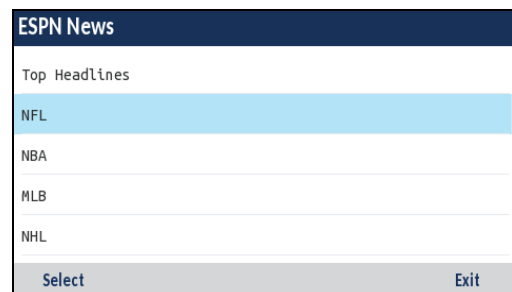 ESPN News
Top Headlines
NFL
NBA
MLB
NHL
Select Exit